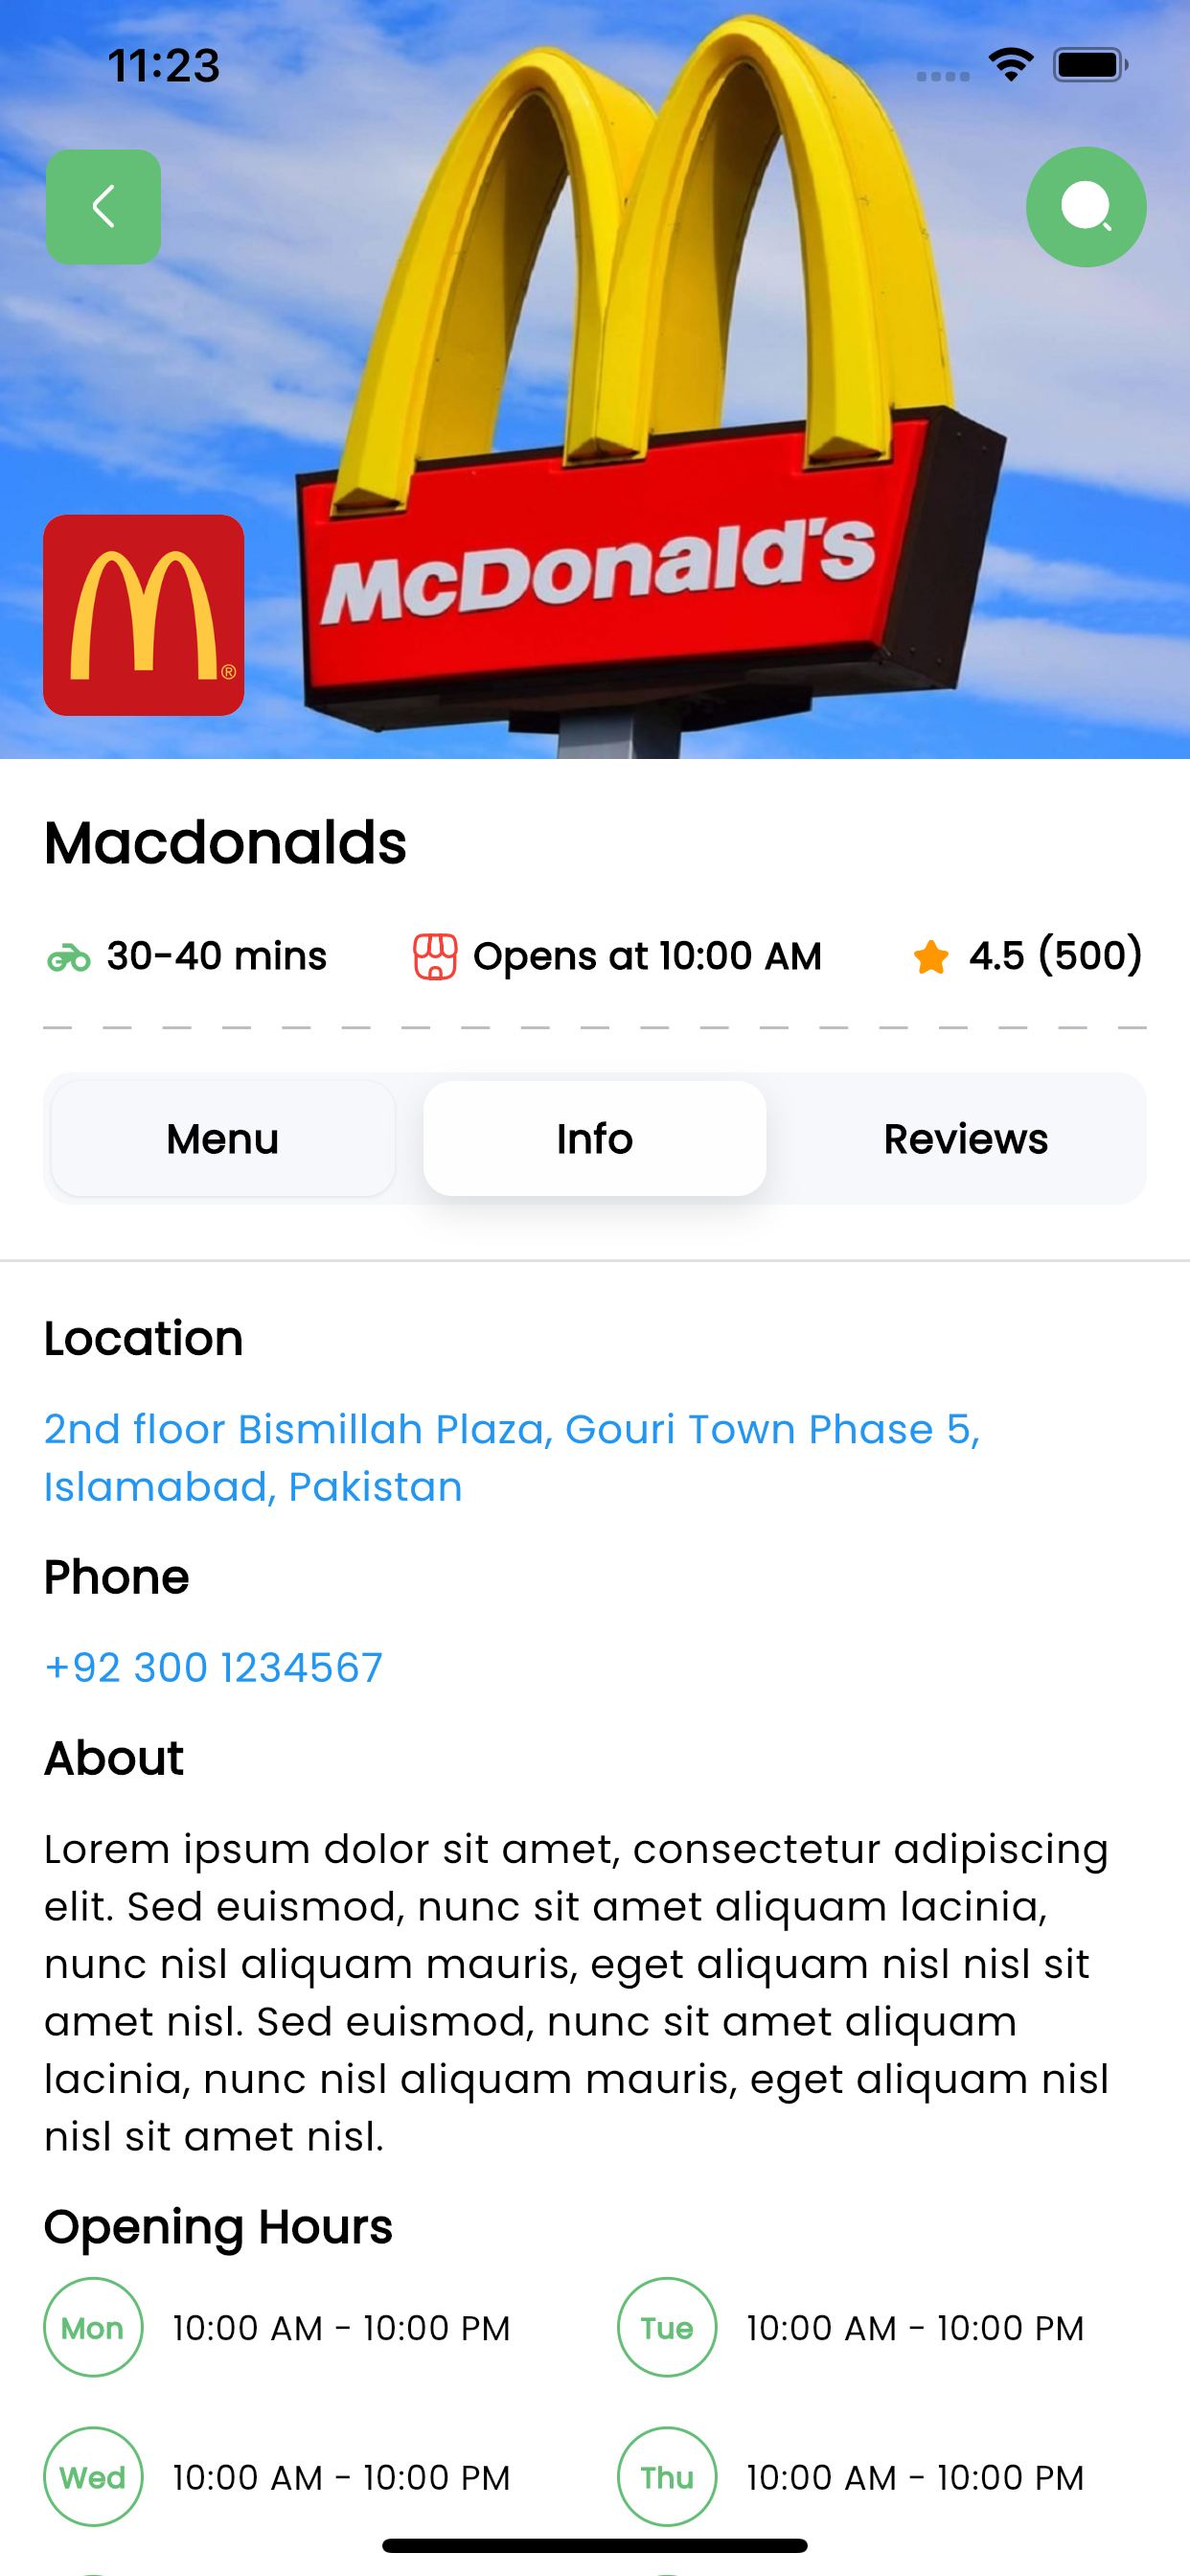 11:23
McDonald's
®
Macdonalds
30-40 mins Opens at 10:00 AM 4.5 (500)
Menu Info Reviews
Location
2nd floor Bismillah Plaza, Gouri Town Phase 5,
Islamabad, Pakistan
Phone
+92 300 1234567
About
Lorem ipsum dolor sit amet, consectetur adipiscing
elit. Sed euismod, nunc sit amet aliquam lacinia,
nunc nisl aliquam mauris, eget aliquam nisl nisl sit
amet nisl. Sed euismod, nunc sit amet aliquam
lacinia, nunc nisl aliquam mauris, eget aliquam nisl
nisl sit amet nisl.
Opening Hours
Mon 10:00 AM - 10:00 PM Tue 10:00 AM - 10:00 PM
Wed 10:00 AM - 10:00 PM Thu 10:00 AM - 10:00 PM